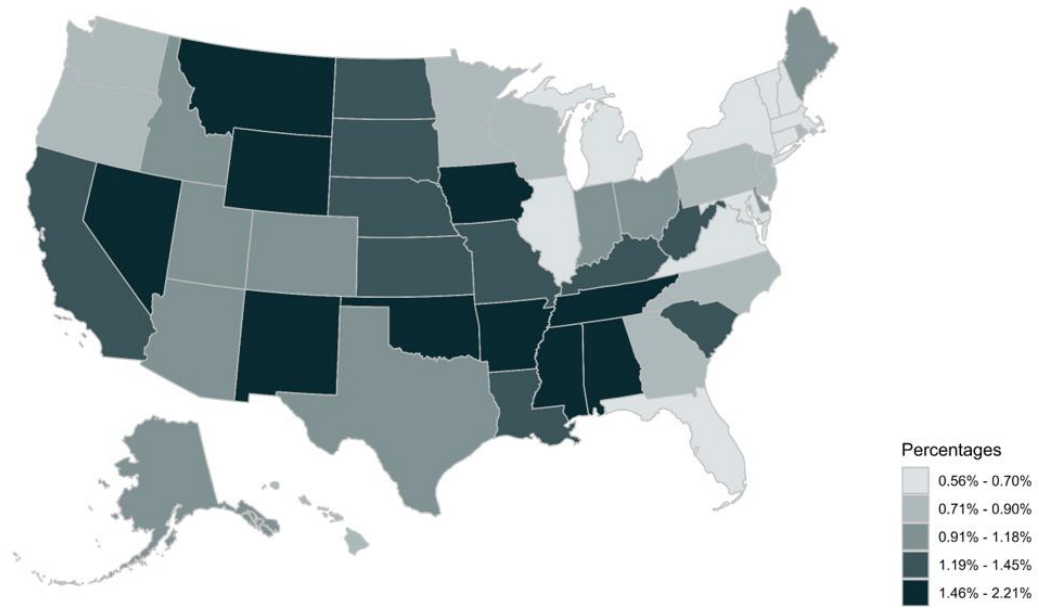 Percentages
0.56% - 0.70%
0.71% - 0.90%
0.91% - 1.18%
1.19% - 1.45%
1.46% - 2.21%